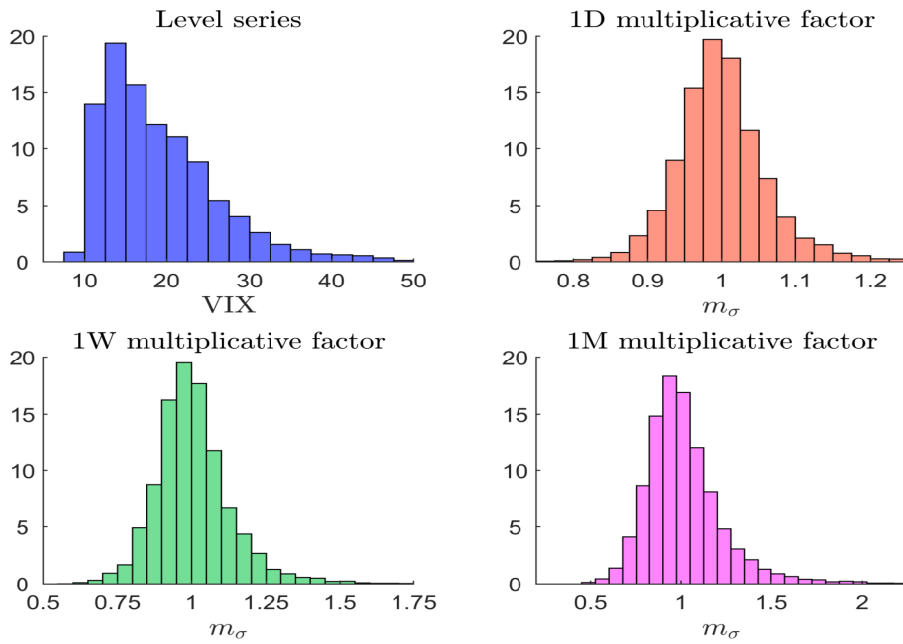 Level series
20
15
10
5
0
10 20 30 40 50
VIX
1D multiplicative factor
20
15
10
5
0
0.8 0.9 1 1.1 1.2
m_σ
1W multiplicative factor
20
15
10
5
0
0.5 0.75 1 1.25 1.5 1.75
m_σ
1M multiplicative factor
20
15
10
5
0
0.5 1 1.5 2
m_σ